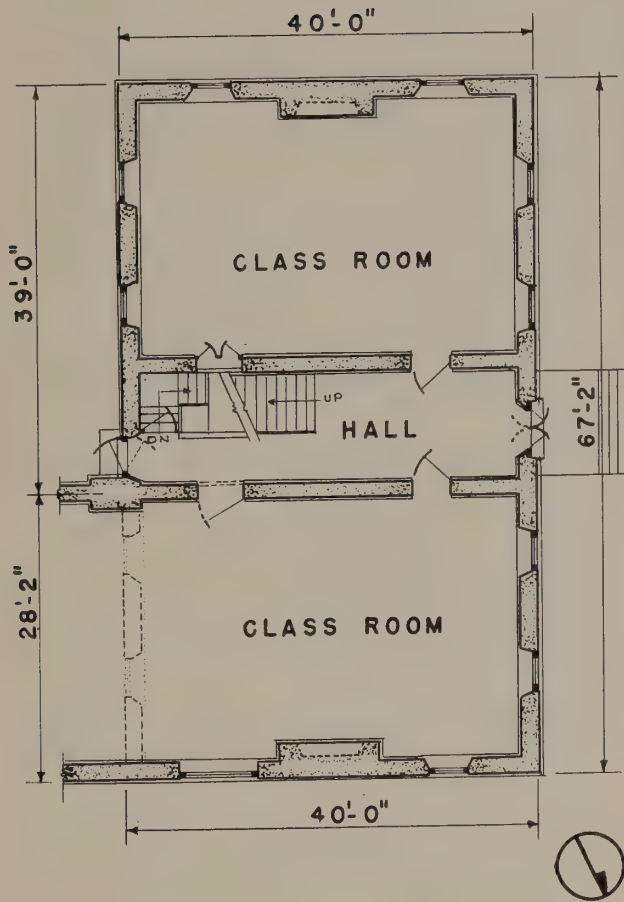 40'-0"
39'-0"
CLASS ROOM
UP
HALL
DN
67'-2"
28'-2"
CLASS ROOM
40'-0"